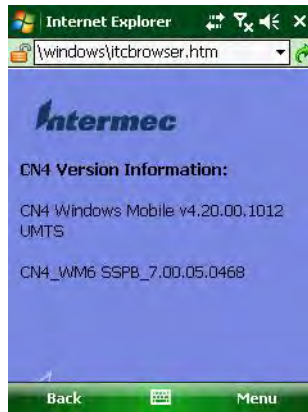 Internet Explorer
\windows\itcbrowser.htm
Intermec
CN4 Version Information:
CN4 Windows Mobile v4.20.00.1012
UMTS
CN4_WM6 SSPB_7.00.05.0468
Back Menu